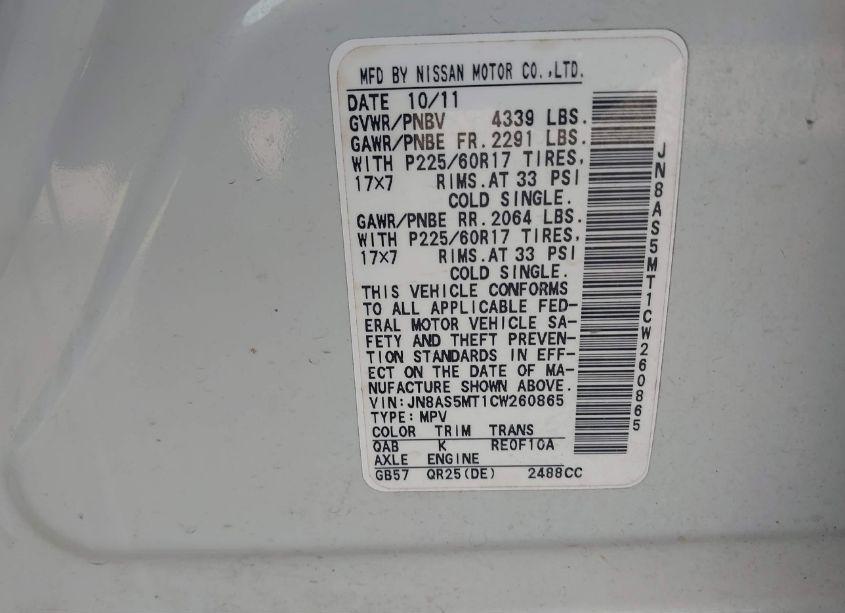 MFD BY NISSAN MOTOR CO.,LTD.
DATE 10/11
GVWR/PNBV 4339 LBS.
GAWR/PNBE FR. 2291 LBS.
WITH P225/60R17 TIRES,
17x7 RIMS.AT 33 PSI
COLD SINGLE.
GAWR/PNBE RR. 2064 LBS.
WITH P225/60R17 TIRES,
17x7 RIMS.AT 33 PSI
COLD SINGLE.
THIS VEHICLE CONFORMS
TO ALL APPLICABLE FED-
ERAL MOTOR VEHICLE SA-
FETY AND THEFT PREVEN-
TION STANDARDS IN EFF-
ECT ON THE DATE OF MA-
NUFACTURE SHOWN ABOVE.
VIN:JN8AS5MT1CW260865
TYPE:MPV
COLOR TRIM TRANS
QAB K RE0F10A
AXLE ENGINE
GB57 QR25(DE) 2488CC
JN8AS5MT1CW260865